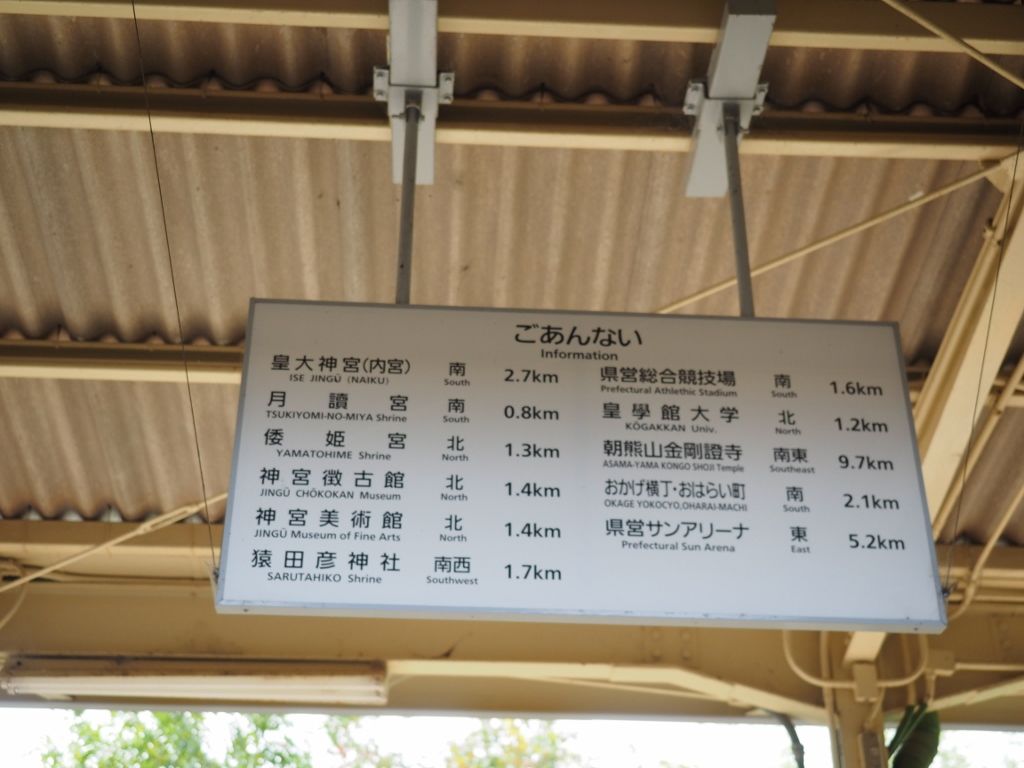 ごあんない
Information
皇大神宮(内宮) 南 2.7km
ISE JINGŪ (NAIKU) South
月讀宮 南 0.8km
TSUKIYOMI-NO-MIYA Shrine South
倭姫宮 北 1.3km
YAMATOHIME Shrine North
神宮徴古館 北 1.4km
JINGŪ CHŌKOKAN Museum North
神宮美術館 北 1.4km
JINGŪ Museum of Fine Arts North
猿田彦神社 南西 1.7km
SARUTAHIKO Shrine Southwest
県営総合競技場 南 1.6km
Prefectural Athlethic Stadium South
皇學館大学 北 1.2km
KŌGAKKAN Univ. North
朝熊山金剛證寺 南東 9.7km
ASAMA-YAMA KONGO SHOJI Temple Southeast
おかげ横丁・おはらい町 南 2.1km
OKAGE YOKOCYO,OHARAI-MACHI South
県営サンアリーナ 東 5.2km
Prefectural Sun Arena East